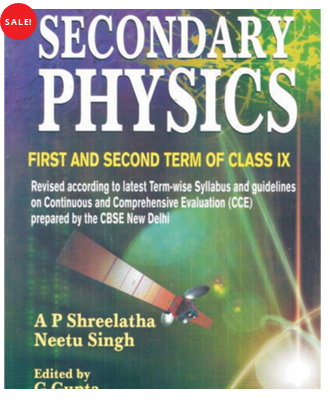 SALE!
SECONDARY
PHYSICS
FIRST AND SECOND TERM OF CLASS IX
Revised according to latest Term-wise Syllabus and guidelines
on Continuous and Comprehensive Evaluation (CCE)
prepared by the CBSE New Delhi
A P Shreelatha
Neetu Singh
Edited by
G Gupta